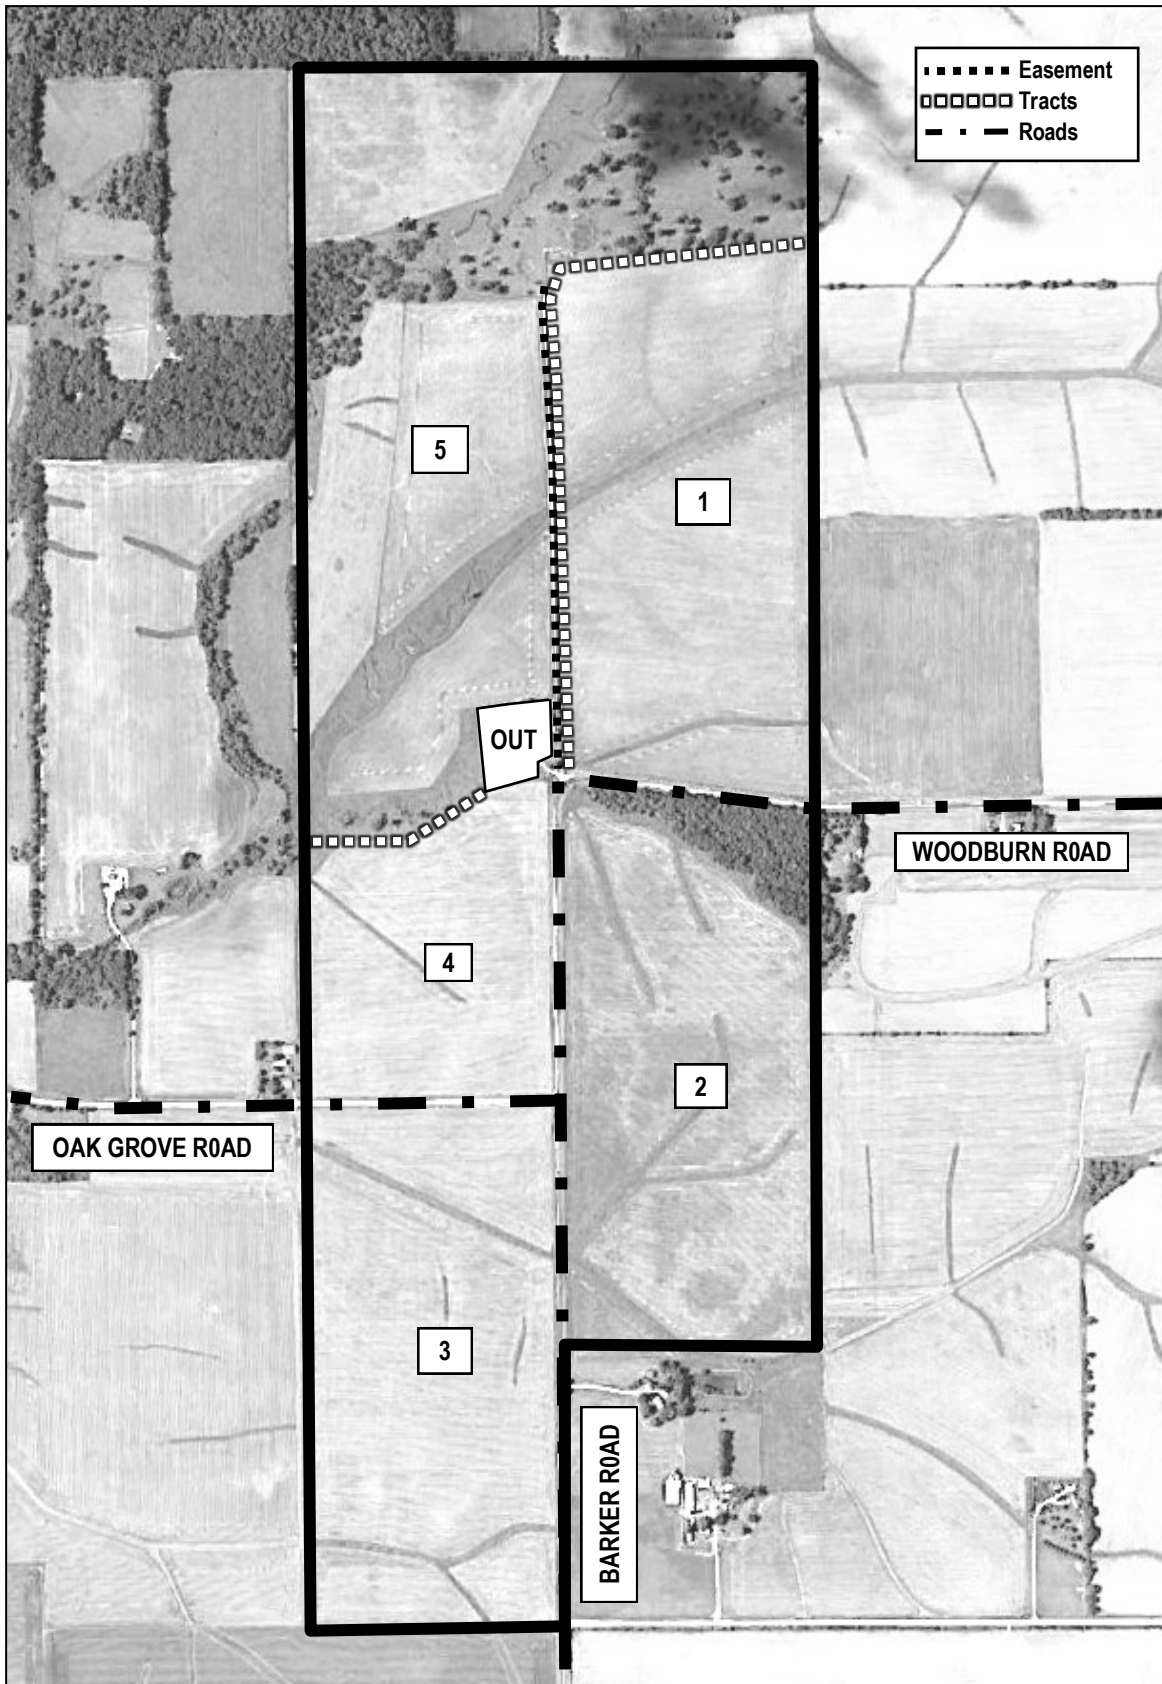 Easement
Tracts
Roads
5
1
OUT
WOODBURN R0AD
4
2
OAK GROVE R0AD
3
BARKER R0AD